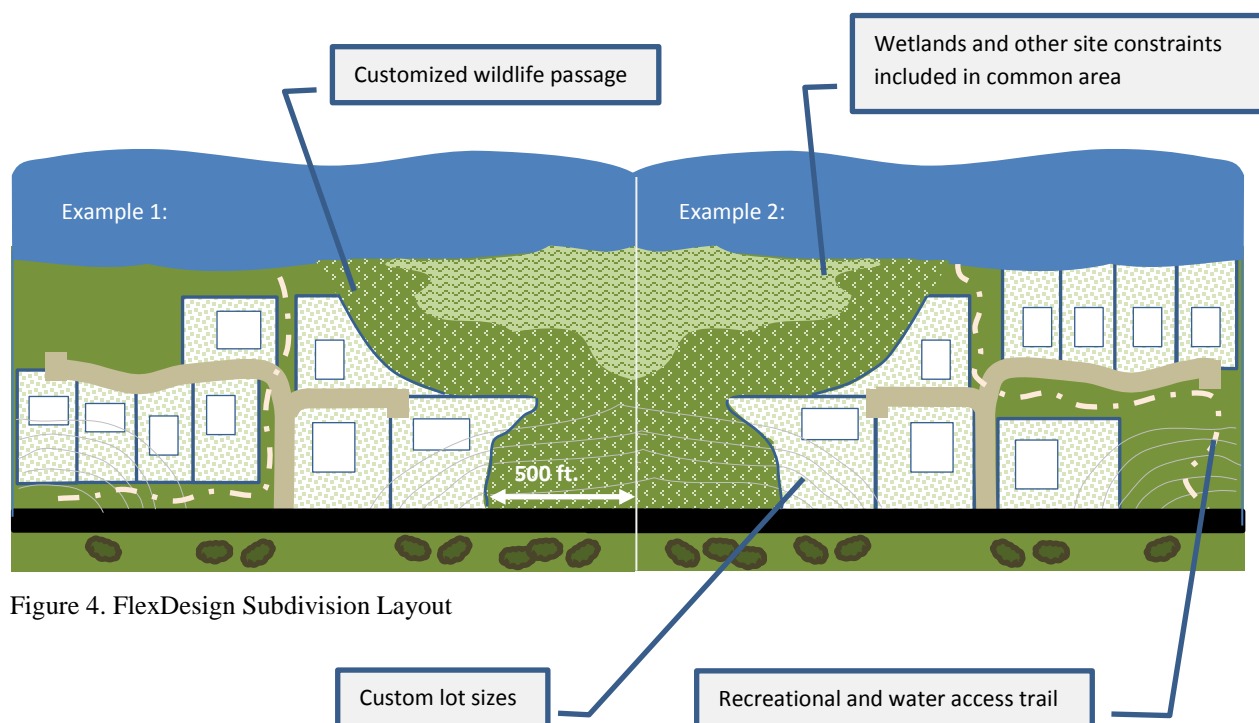 Customized wildlife passage
Wetlands and other site constraints
included in common area
Example 1:
Example 2:
500 ft.
Figure 4. FlexDesign Subdivision Layout
Custom lot sizes
Recreational and water access trail